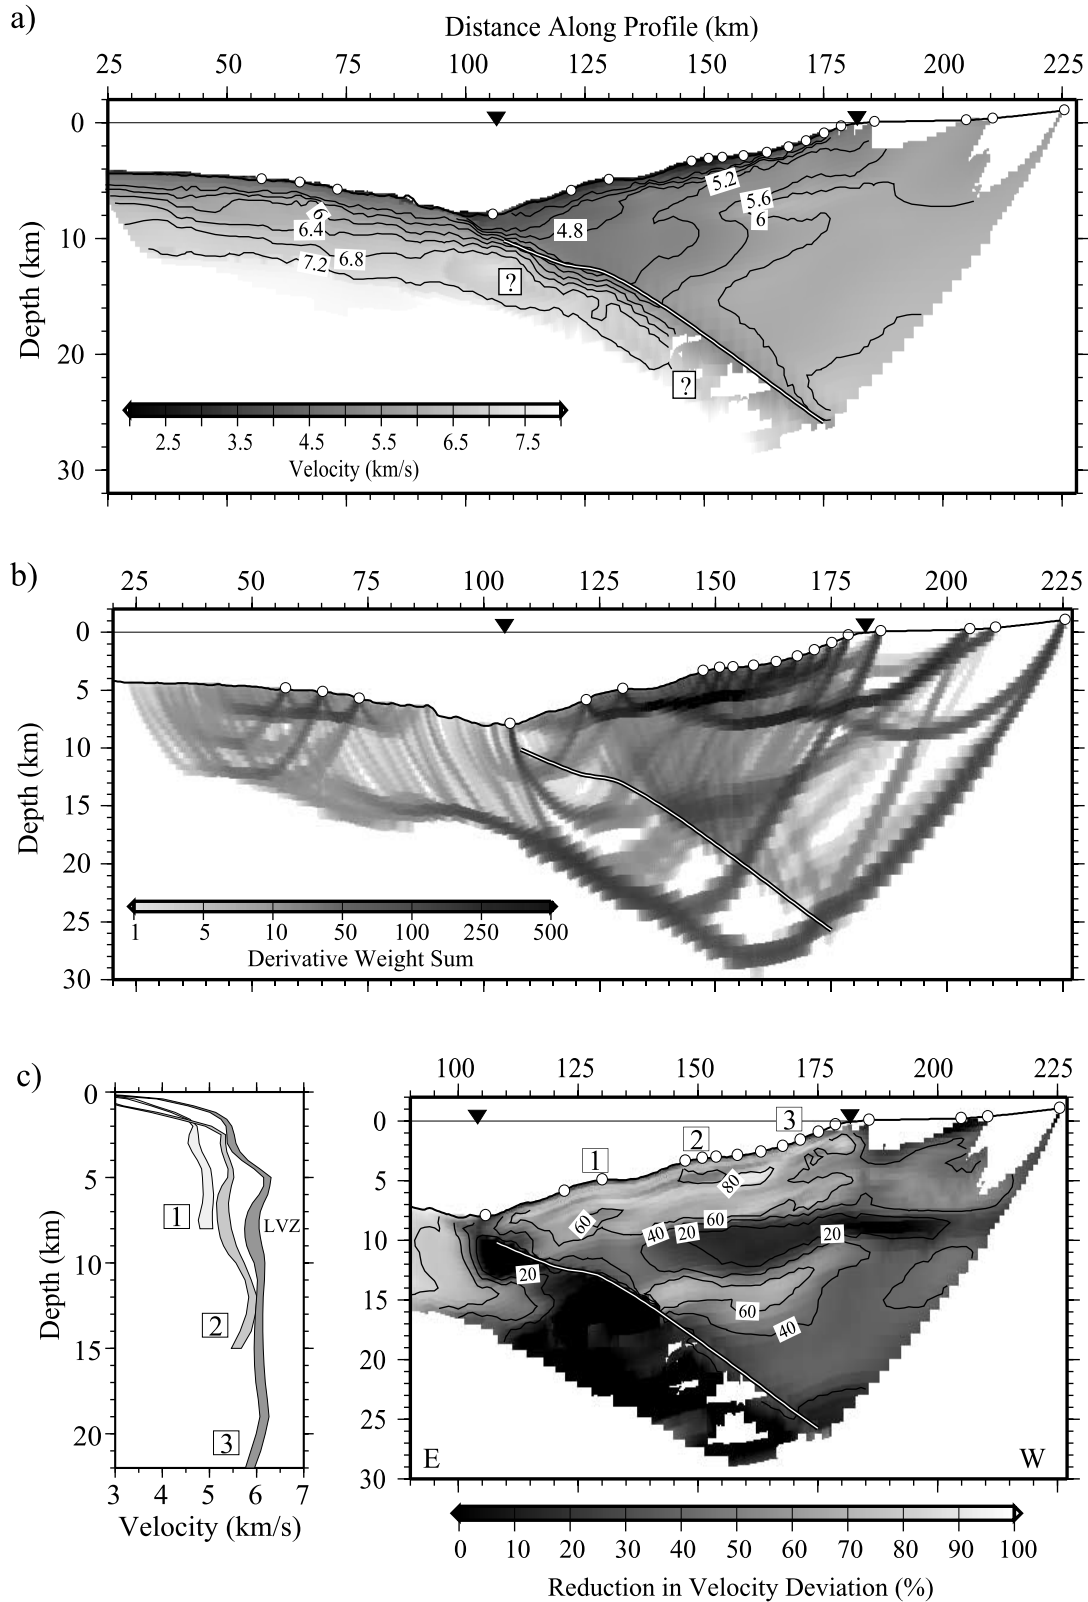 a)
Distance Along Profile (km)
25 50 75 100 125 150 175 200 225
0
10
20
30
Depth (km)
5.2
5.6
6
4.8
6
6.4
7.2 6.8
?
?
2.5 3.5 4.5 5.5 6.5 7.5
Velocity (km/s)
b)
25 50 75 100 125 150 175 200 225
0
5
10
15
20
25
30
Depth (km)
1 5 10 50 100 250 500
Derivative Weight Sum
c)
0
5
10
15
20
Depth (km)
1
LVZ
2
3
3 4 5 6 7
Velocity (km/s)
100 125 150 175 200 225
0
5
10
15
20
25
30
1
2
3
80
60
60
40 20
20
20
60
40
E W
0 10 20 30 40 50 60 70 80 90 100
Reduction in Velocity Deviation (%)